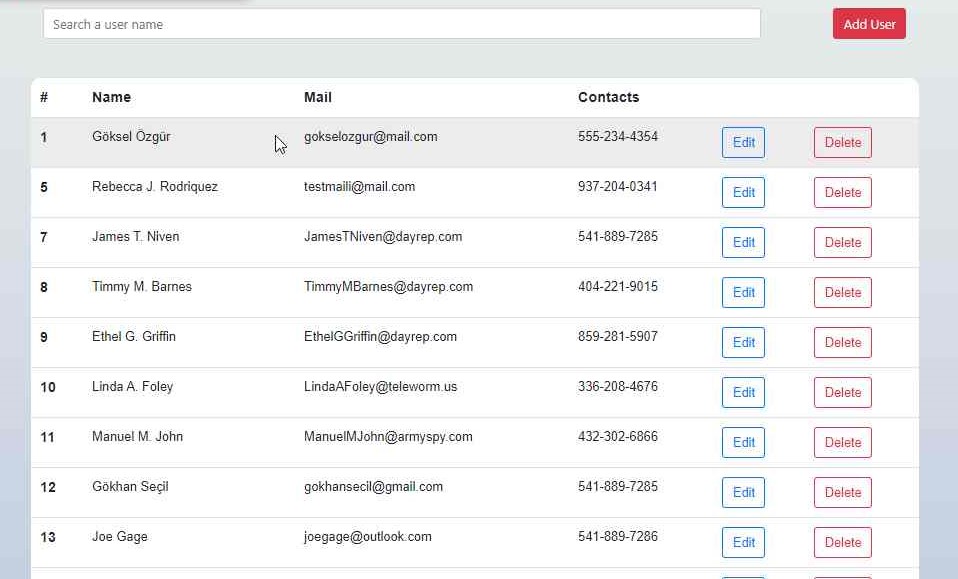 Search a user name Add User
# Name Mail Contacts
1 Göksel Özgür gokselozgur@mail.com 555-234-4354 Edit Delete
5 Rebecca J. Rodriquez testmaili@mail.com 937-204-0341 Edit Delete
7 James T. Niven JamesTNiven@dayrep.com 541-889-7285 Edit Delete
8 Timmy M. Barnes TimmyMBarnes@dayrep.com 404-221-9015 Edit Delete
9 Ethel G. Griffin EthelGGriffin@dayrep.com 859-281-5907 Edit Delete
10 Linda A. Foley LindaAFoley@teleworm.us 336-208-4676 Edit Delete
11 Manuel M. John ManuelMJohn@armyspy.com 432-302-6866 Edit Delete
12 Gökhan Seçil gokhansecil@gmail.com 541-889-7285 Edit Delete
13 Joe Gage joegage@outlook.com 541-889-7286 Edit Delete